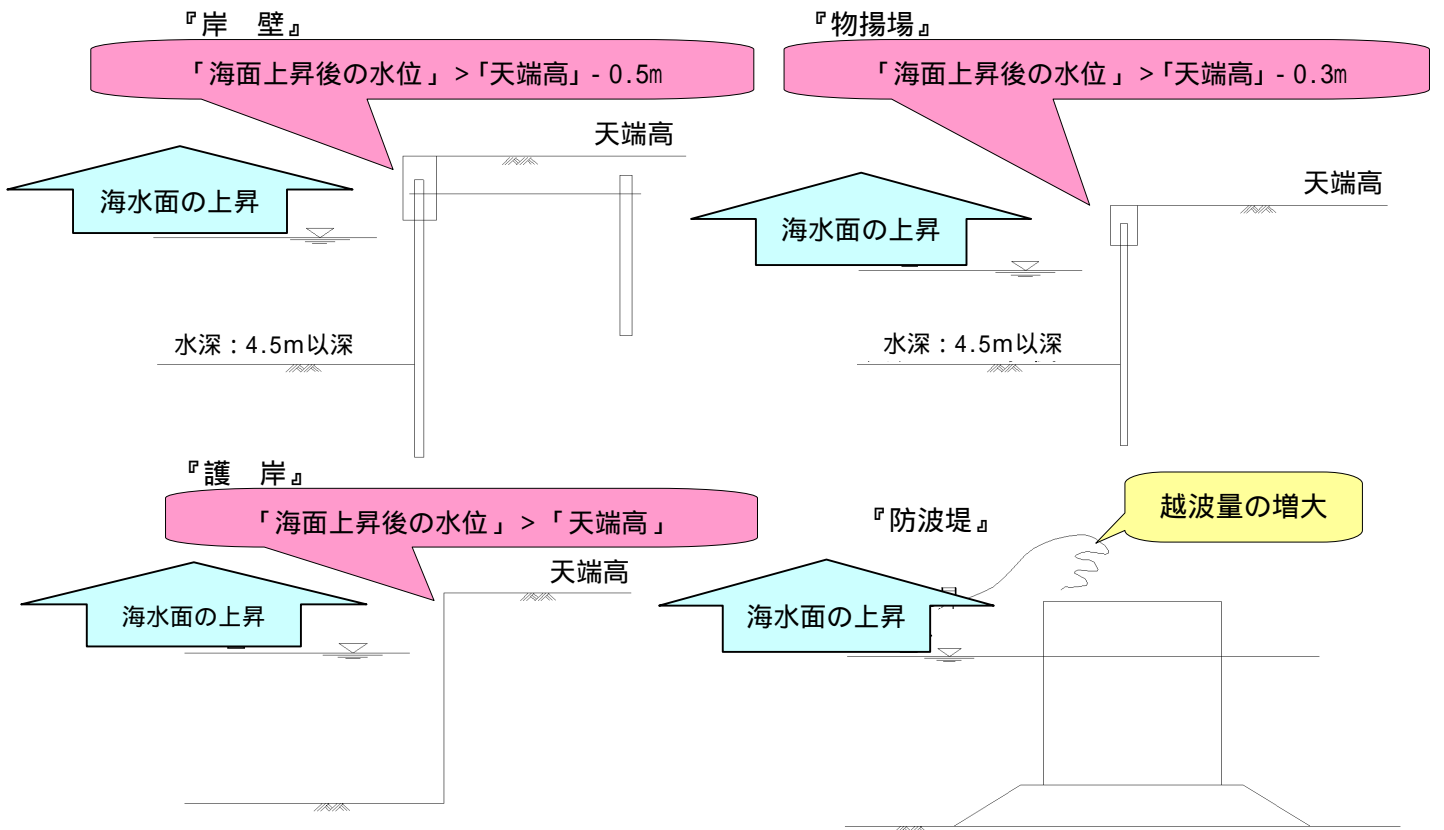 『岸　壁』
「海面上昇後の水位」>「天端高」- 0.5m
天端高
海水面の上昇
水深：4.5m以深
『物揚場』
「海面上昇後の水位」>「天端高」- 0.3m
天端高
海水面の上昇
水深：4.5m以深
『護　岸』
「海面上昇後の水位」>「天端高」
天端高
海水面の上昇
『防波堤』
越波量の増大
海水面の上昇